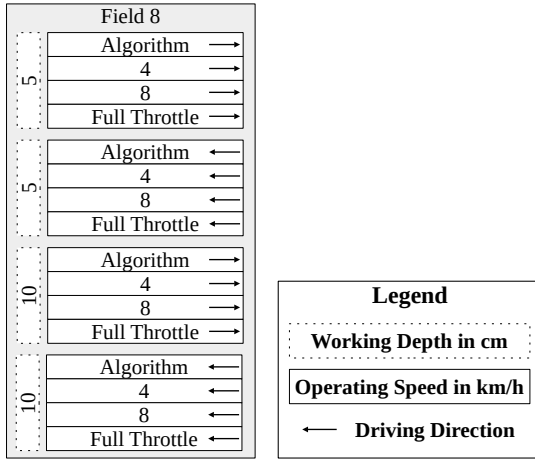 Field 8
5
Algorithm
4
8
Full Throttle
5
Algorithm
4
8
Full Throttle
10
Algorithm
4
8
Full Throttle
10
Algorithm
4
8
Full Throttle
Legend
Working Depth in cm
Operating Speed in km/h
Driving Direction